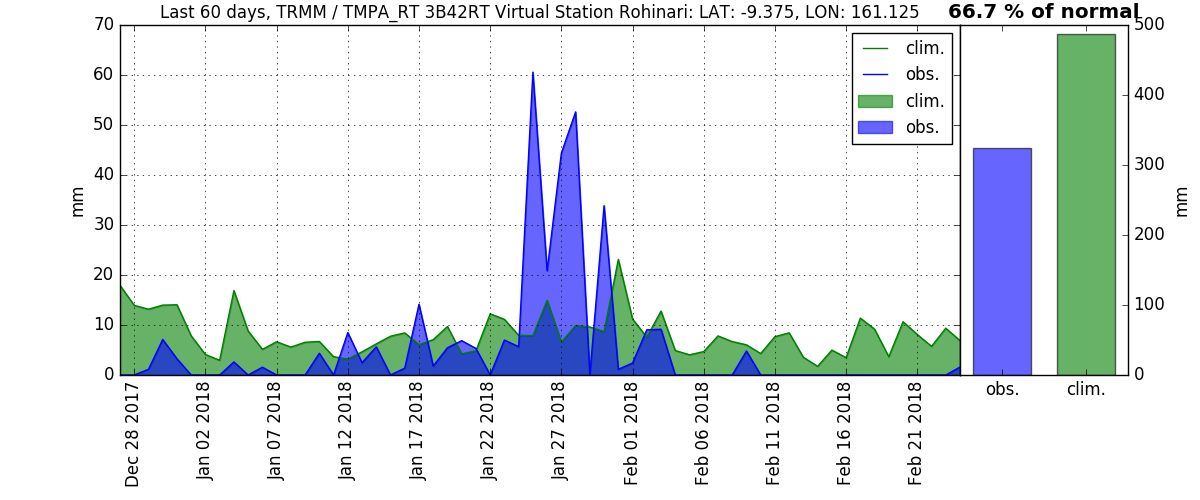 Last 60 days, TRMM / TMPA_RT 3B42RT Virtual Station Rohinari: LAT: -9.375, LON: 161.125
66.7 % of normal
70
60
50
40
30
20
10
0
mm
clim.
obs.
clim.
obs.
500
400
300
200
100
0
mm
obs.
clim.
Dec 28 2017
Jan 02 2018
Jan 07 2018
Jan 12 2018
Jan 17 2018
Jan 22 2018
Jan 27 2018
Feb 01 2018
Feb 06 2018
Feb 11 2018
Feb 16 2018
Feb 21 2018